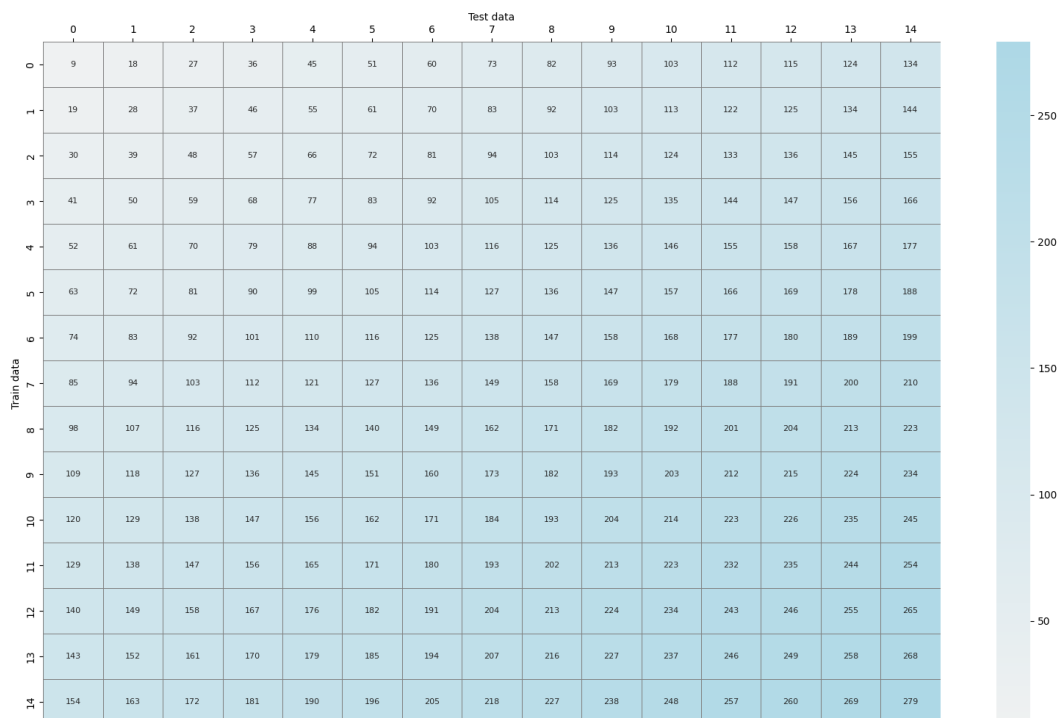 Test data
0 1 2 3 4 5 6 7 8 9 10 11 12 13 14
0 9 18 27 36 45 51 60 73 82 93 103 112 115 124 134
1 19 28 37 46 55 61 70 83 92 103 113 122 125 134 144
250
2 30 39 48 57 66 72 81 94 103 114 124 133 136 145 155
3 41 50 59 68 77 83 92 105 114 125 135 144 147 156 166
4 52 61 70 79 88 94 103 116 125 136 146 155 158 167 177
200
5 63 72 81 90 99 105 114 127 136 147 157 166 169 178 188
6 74 83 92 101 110 116 125 138 147 158 168 177 180 189 199
150
Train data
7 85 94 103 112 121 127 136 149 158 169 179 188 191 200 210
8 98 107 116 125 134 140 149 162 171 182 192 201 204 213 223
9 109 118 127 136 145 151 160 173 182 193 203 212 215 224 234
100
10 120 129 138 147 156 162 171 184 193 204 214 223 226 235 245
11 129 138 147 156 165 171 180 193 202 213 223 232 235 244 254
12 140 149 158 167 176 182 191 204 213 224 234 243 246 255 265
50
13 143 152 161 170 179 185 194 207 216 227 237 246 249 258 268
14 154 163 172 181 190 196 205 218 227 238 248 257 260 269 279